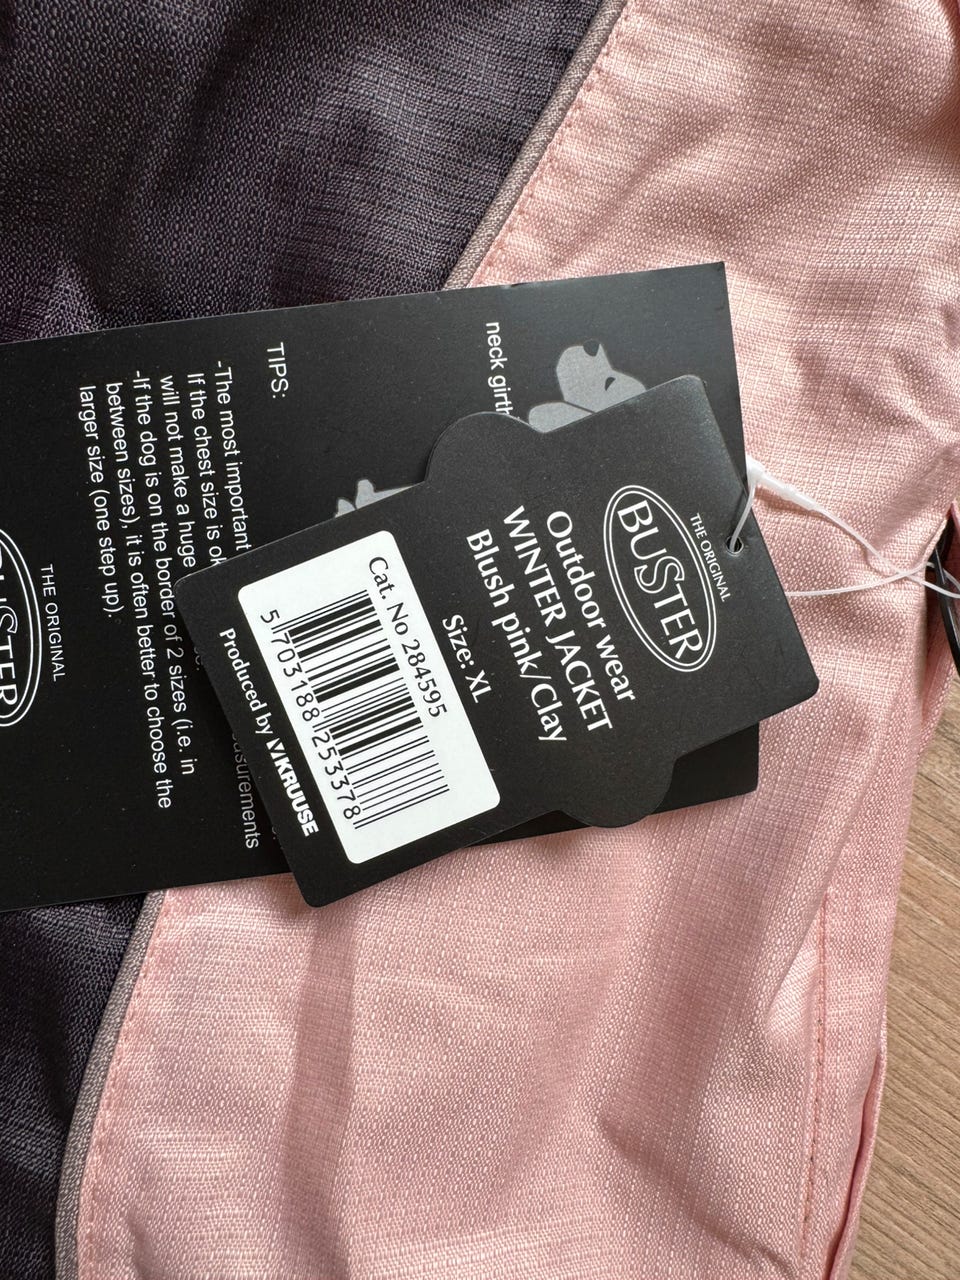 THE ORIGINAL
BUSTER
Outdoor wear
WINTER JACKET
Blush pink/Clay
Size: XL
Cat. No 284595
5 703188 253378
Produced by KRUUSE
neck girth
TIPS:
-The most important
If the chest size is ok
will not make a huge
-If the dog is on the border of 2 sizes (i.e. in
between sizes), it is often better to choose the
larger size (one step up).
THE ORIGINAL